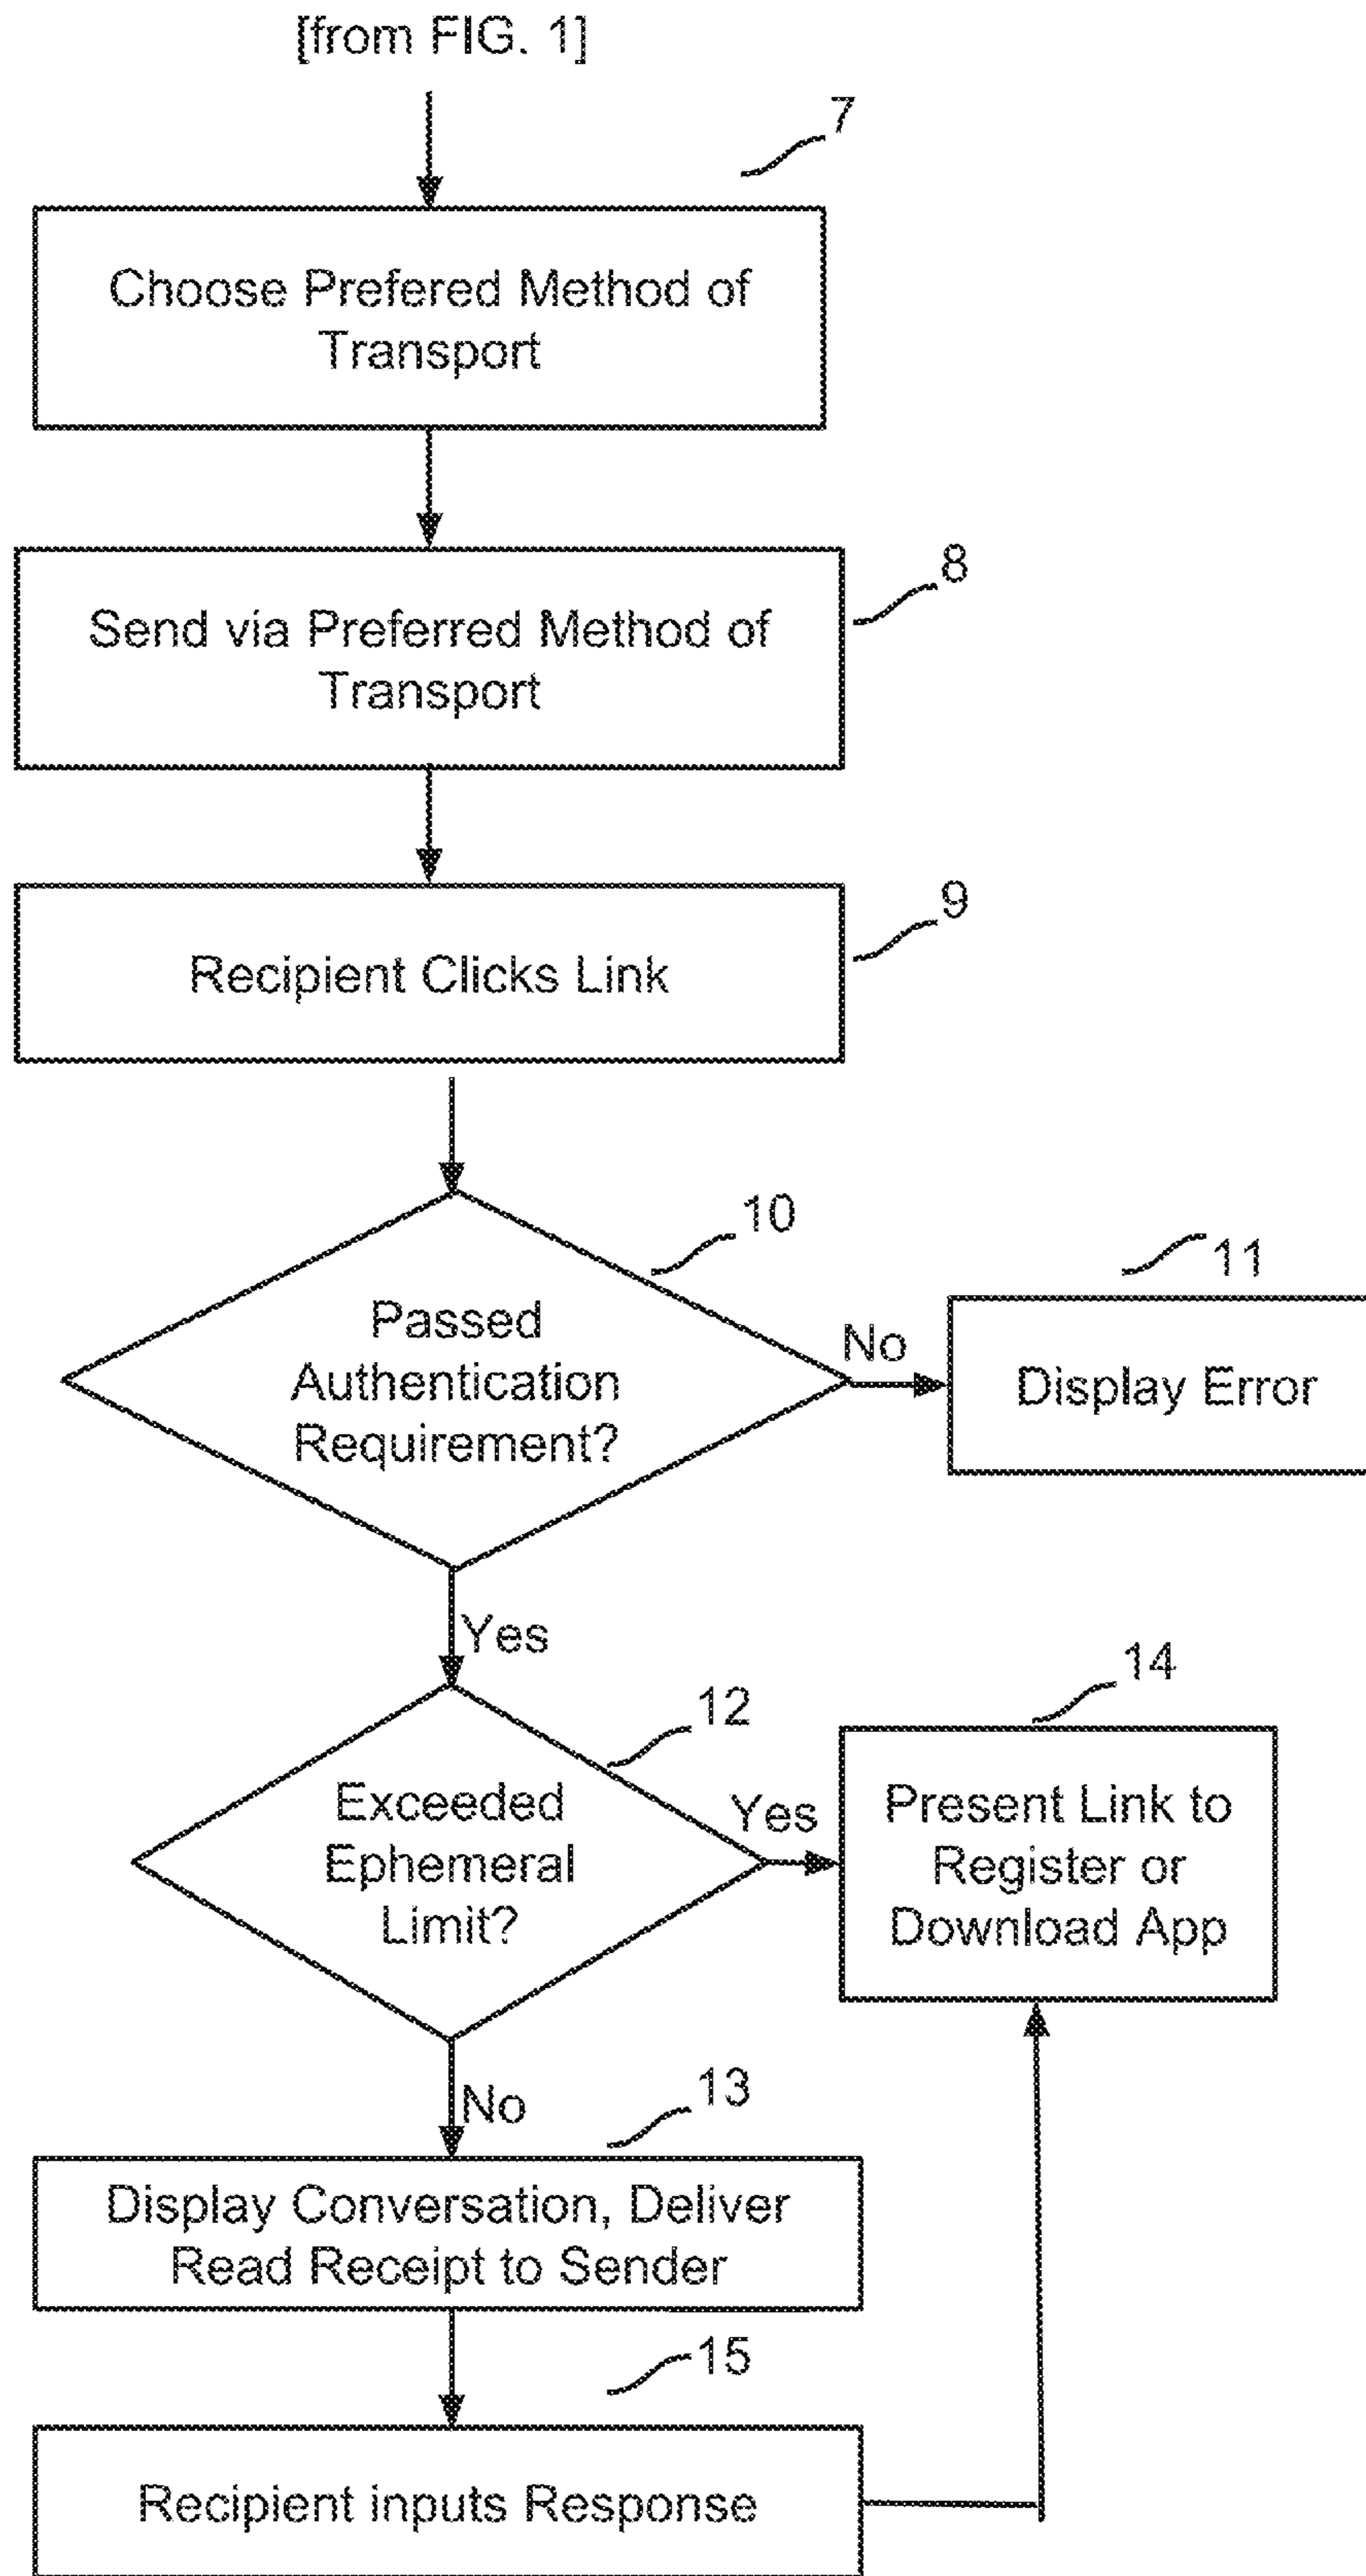 [from FIG. 1]
7
Choose Prefered Method of
Transport
8
Send via Preferred Method of
Transport
9
Recipient Clicks Link
10
Passed
Authentication
Requirement?
No
11
Display Error
Yes
12
Exceeded
Ephemeral
Limit?
Yes
14
Present Link to
Register or
Download App
No
13
Display Conversation, Deliver
Read Receipt to Sender
15
Recipient inputs Response